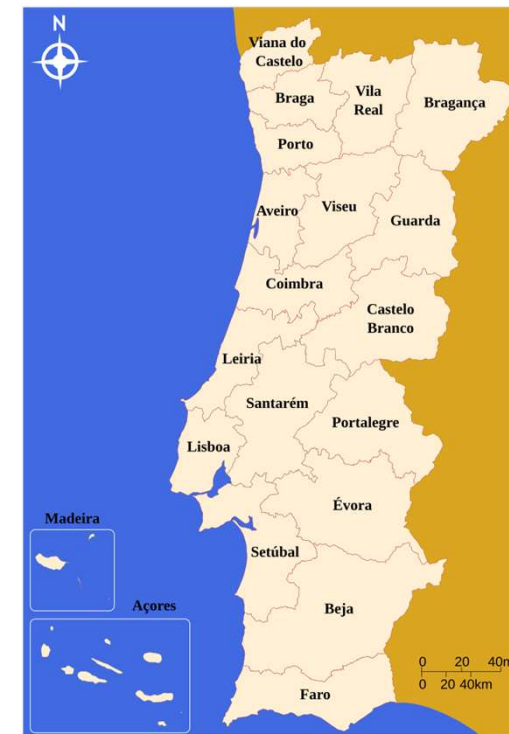 N
Viana do
Castelo
Braga
Vila
Real
Bragança
Porto
Aveiro
Viseu
Guarda
Coimbra
Castelo
Branco
Leiria
Santarém
Portalegre
Lisboa
Évora
Madeira
Setúbal
Açores
Beja
Faro
0 20 40m
0 20 40km